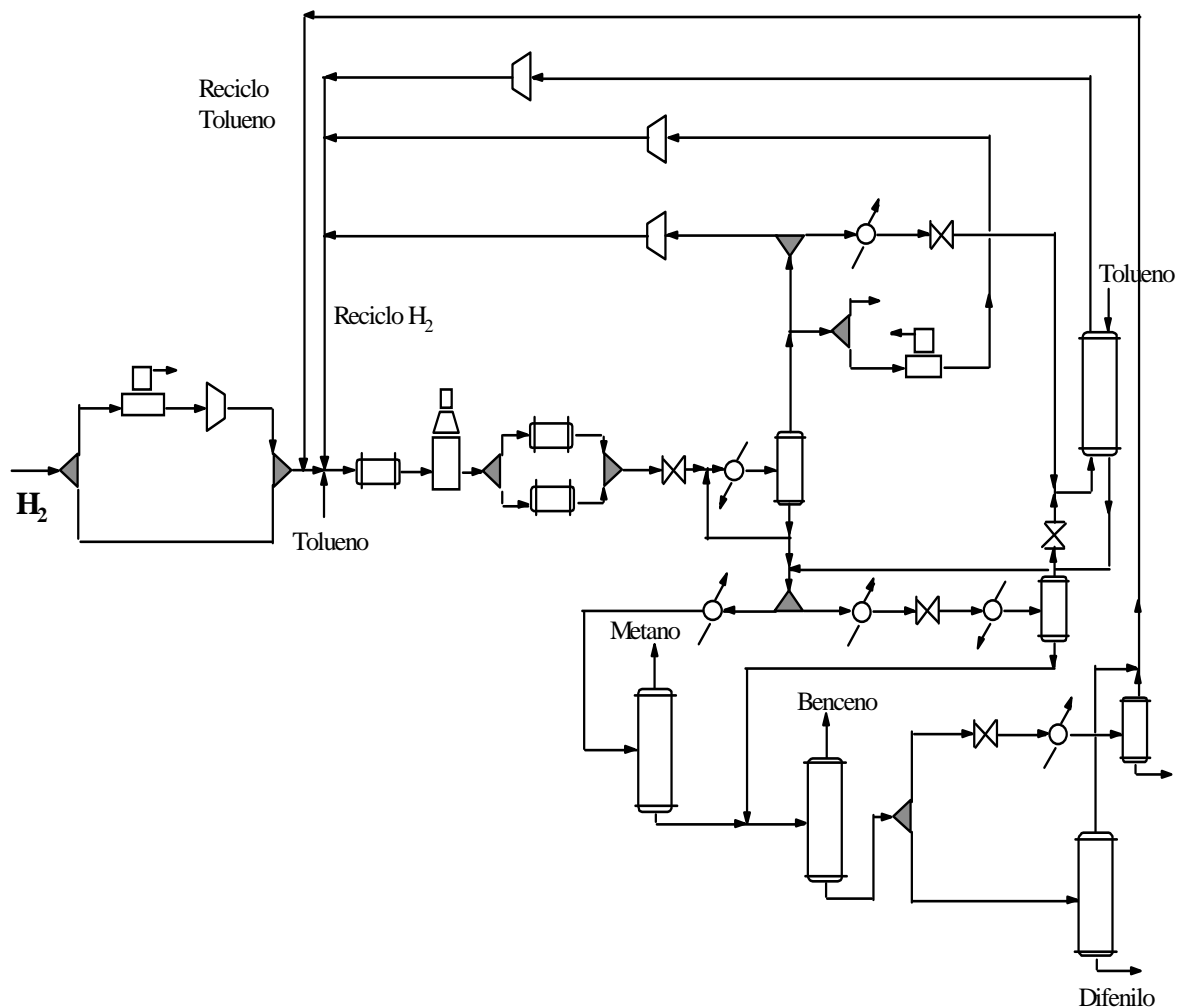 Reciclo
Tolueno
Tolueno
Reciclo H₂
H₂
Tolueno
Metano
Benceno
Difenilo